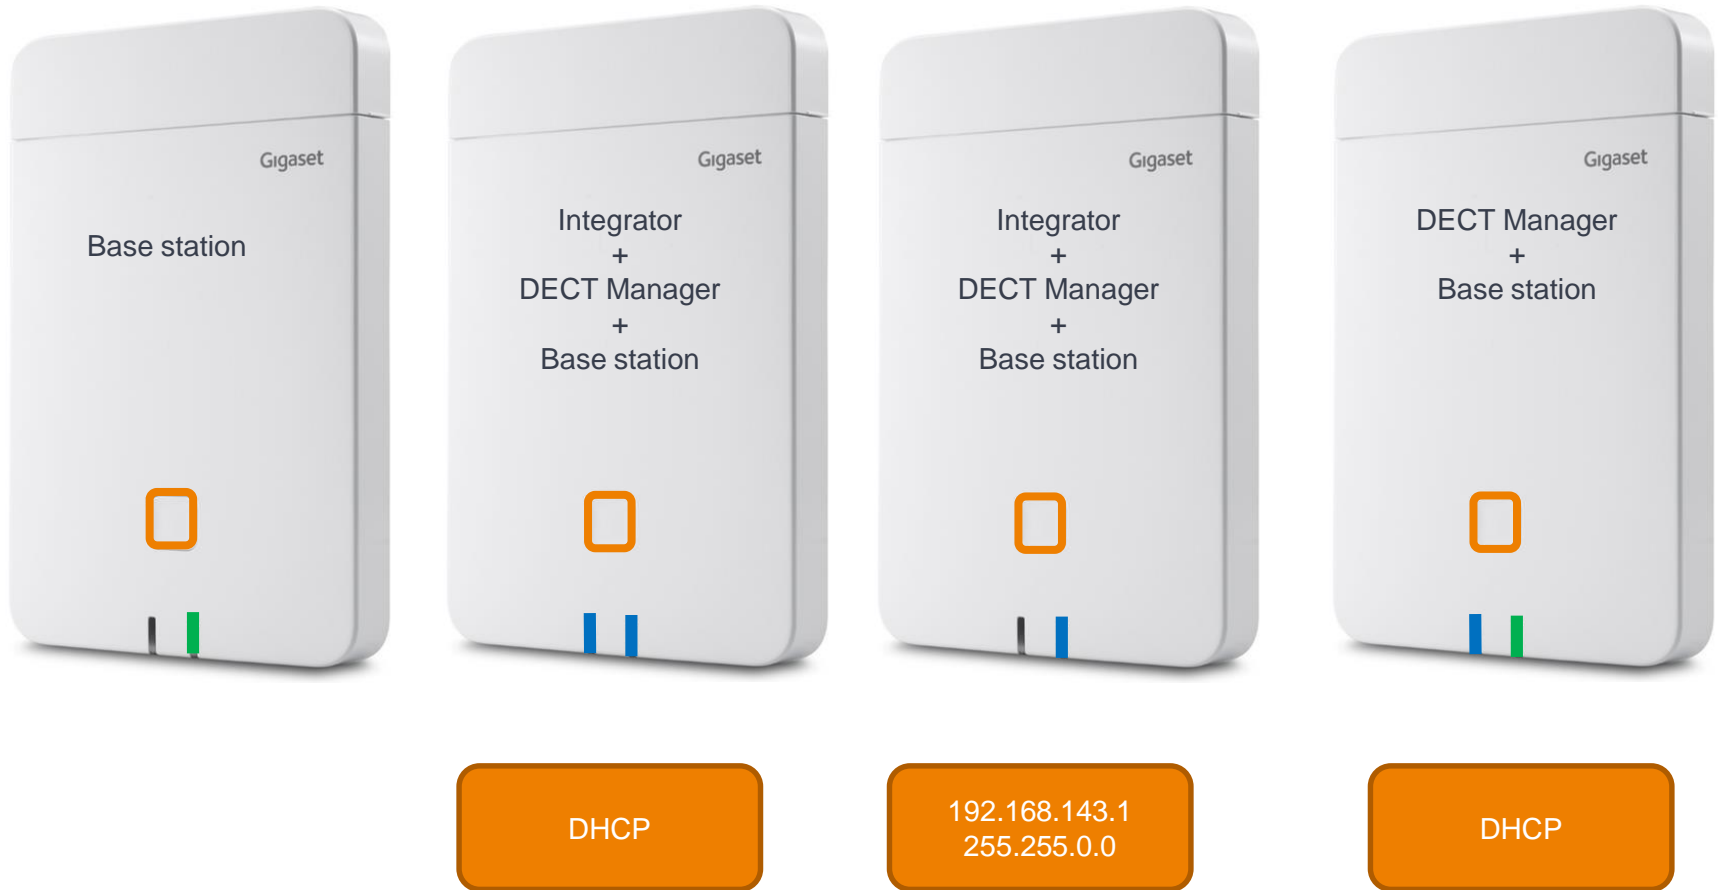 Gigaset
Base station
Gigaset
Integrator
+
DECT Manager
+
Base station
Gigaset
Integrator
+
DECT Manager
+
Base station
Gigaset
DECT Manager
+
Base station
DHCP
192.168.143.1
255.255.0.0
DHCP